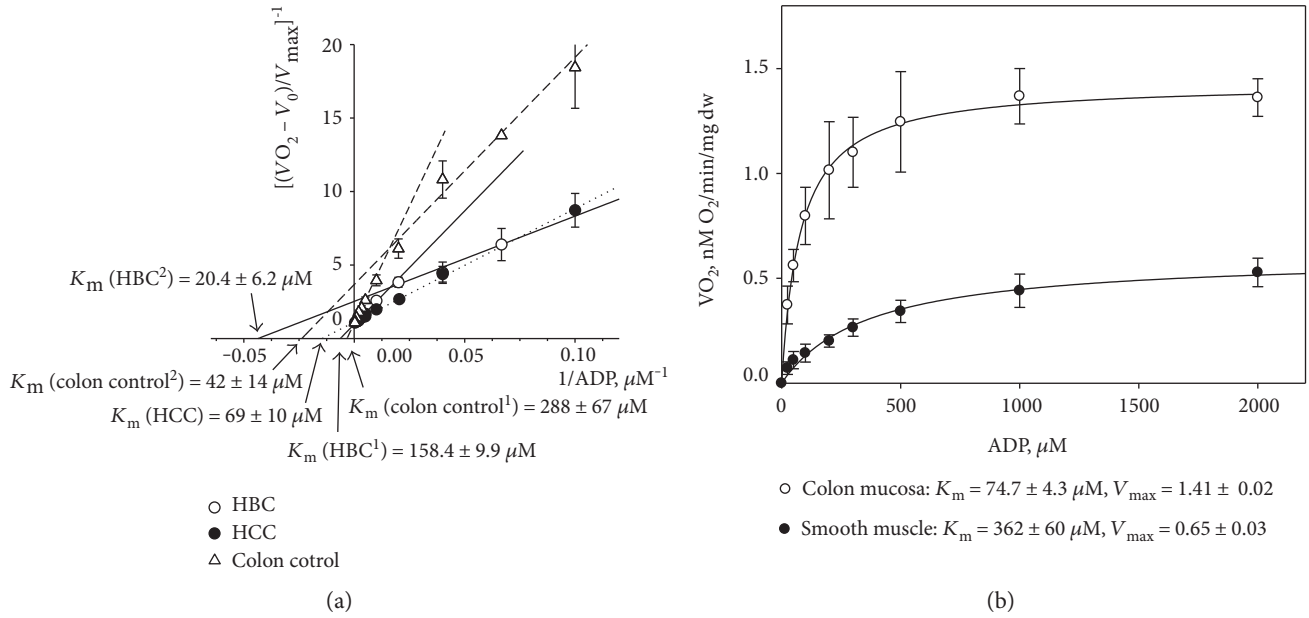 [(VO₂ − V₀)/Vmax]⁻¹
20
15
10
5
0
−0.05
0.00
0.05
0.10
1/ADP, μM⁻¹
Km (HBC²) = 20.4 ± 6.2 μM
Km (colon control²) = 42 ± 14 μM
Km (HCC) = 69 ± 10 μM
Km (colon control¹) = 288 ± 67 μM
Km (HBC¹) = 158.4 ± 9.9 μM
HBC
HCC
Colon cotrol
(a)
VO₂, nM O₂/min/mg dw
1.5
1.0
0.5
0.0
0
500
1000
1500
2000
ADP, μM
Colon mucosa: Km = 74.7 ± 4.3 μM, Vmax = 1.41 ± 0.02
Smooth muscle: Km = 362 ± 60 μM, Vmax = 0.65 ± 0.03
(b)